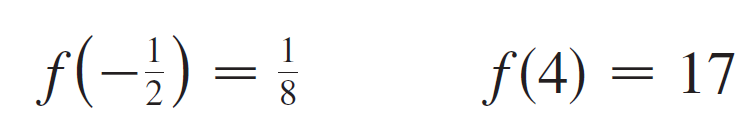 f(−1/2) = 1/8    f(4) = 17